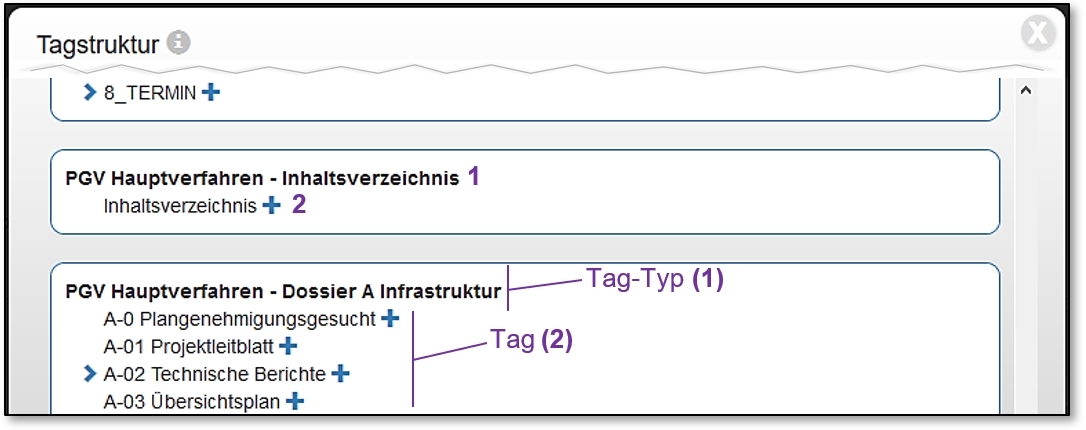 Tagstruktur i X
8_TERMIN
PGV Hauptverfahren - Inhaltsverzeichnis 1
Inhaltsverzeichnis 2
Tag-Typ (1)
PGV Hauptverfahren - Dossier A Infrastruktur
A-0 Plangenehmigungsgesucht
Tag (2)
A-01 Projektleitblatt
A-02 Technische Berichte
A-03 Übersichtsplan